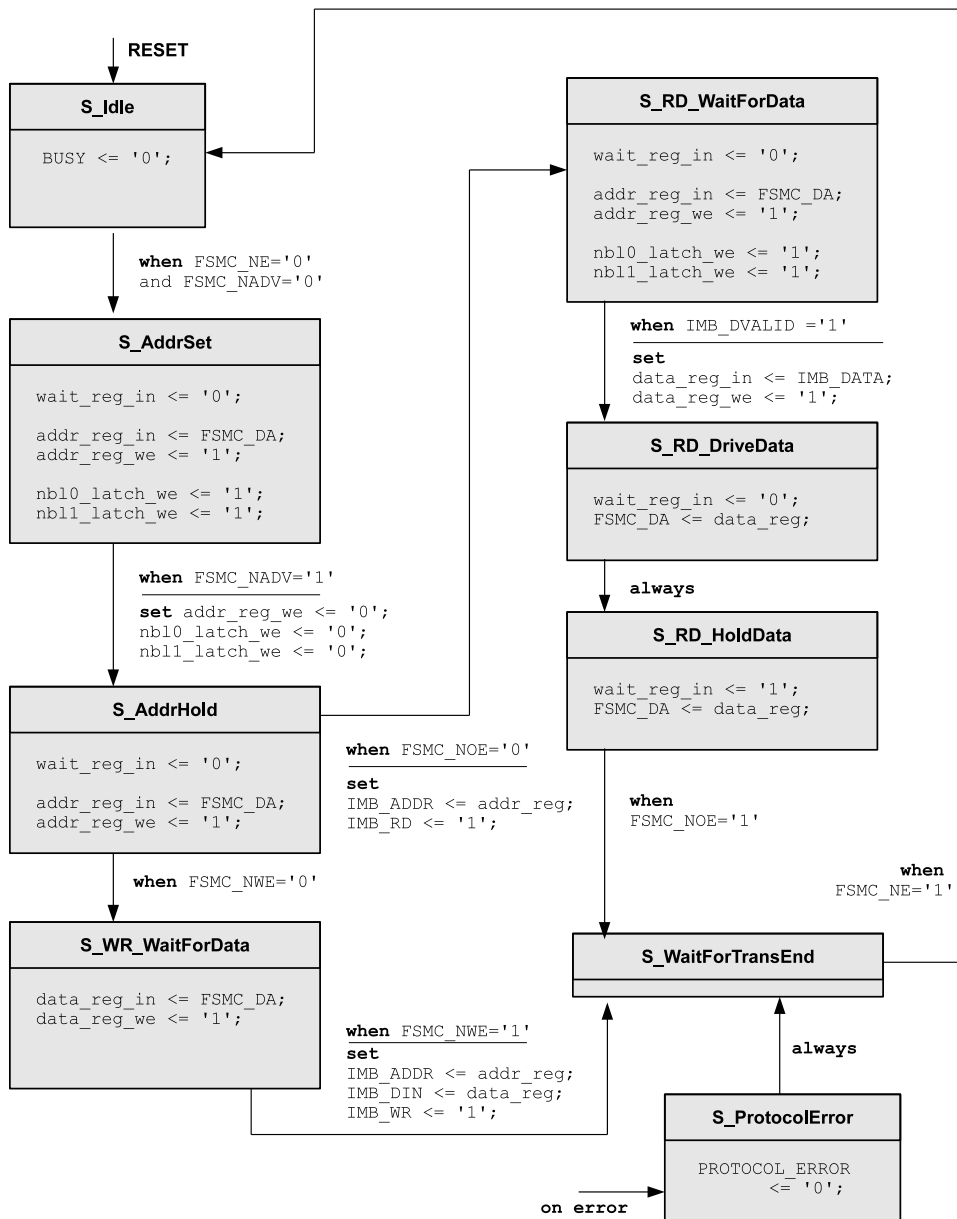 RESET
S_Idle
BUSY <= '0';
when FSMC_NE='0'
and FSMC_NADV='0'
S_AddrSet
wait_reg_in <= '0';
addr_reg_in <= FSMC_DA;
addr_reg_we <= '1';
nbl0_latch_we <= '1';
nbl1_latch_we <= '1';
when FSMC_NADV='1'
set addr_reg_we <= '0';
nbl0_latch_we <= '0';
nbl1_latch_we <= '0';
S_AddrHold
wait_reg_in <= '0';
addr_reg_in <= FSMC_DA;
addr_reg_we <= '1';
when FSMC_NWE='0'
S_WR_WaitForData
data_reg_in <= FSMC_DA;
data_reg_we <= '1';
when FSMC_NOE='0'
set
IMB_ADDR <= addr_reg;
IMB_RD <= '1';
when FSMC_NWE='1'
set
IMB_ADDR <= addr_reg;
IMB_DIN <= data_reg;
IMB_WR <= '1';
S_RD_WaitForData
wait_reg_in <= '0';
addr_reg_in <= FSMC_DA;
addr_reg_we <= '1';
nbl0_latch_we <= '1';
nbl1_latch_we <= '1';
when IMB_DVALID ='1'
set
data_reg_in <= IMB_DATA;
data_reg_we <= '1';
S_RD_DriveData
wait_reg_in <= '0';
FSMC_DA <= data_reg;
always
S_RD_HoldData
wait_reg_in <= '1';
FSMC_DA <= data_reg;
when
FSMC_NOE='1'
when
FSMC_NE='1'
S_WaitForTransEnd
always
S_ProtocolError
PROTOCOL_ERROR
<= '0';
on error